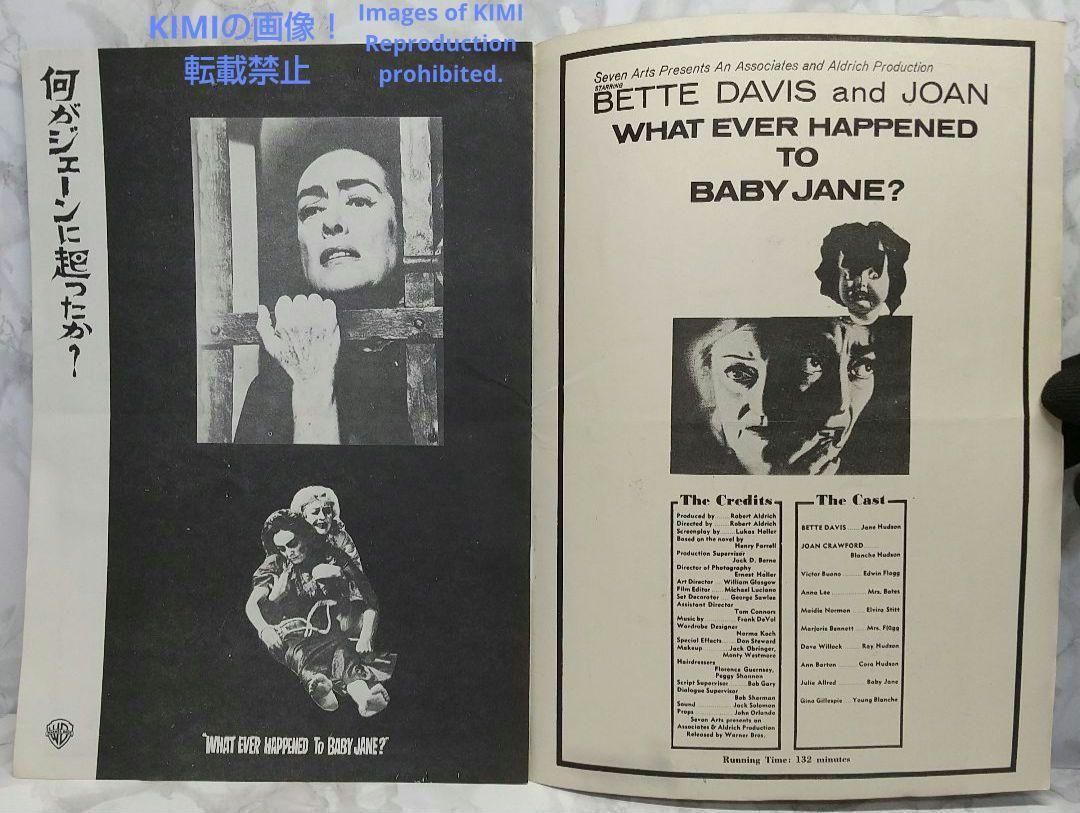 KIMIの画像！
転載禁止
Images of KIMI
Reproduction
prohibited.
何がジェーンに起ったか？
"WHAT EVER HAPPENED TO BABY JANE?"
Seven Arts Presents An Associates and Aldrich Production
STARRING
BETTE DAVIS and JOAN
WHAT EVER HAPPENED
TO
BABY JANE?
The Credits
Produced by ...... Robert Aldrich
Directed by ...... Robert Aldrich
Screenplay by ...... Lukas Heller
Based on the novel by
Henry Farrell
Production Supervisor
Jack D. Berne
Director of Photography
Ernest Haller
Art Director ... William Glasgow
Film Editor .... Michael Luciano
Set Decorator ... George Sawlea
Assistant Director
Tom Connors
Music by ............ Frank DeVol
Wardrobe Designer
Norma Koch
Special Effects ..... Don Steward
Makeup ....... Jack Obringer,
Monty Westmore
Hairdressers
Florence Guernsey,
Peggy Shannon
Script Supervisor ...... Bob Gary
Dialogue Supervisor
Bob Sherman
Sound ......... Jack Solomon
Props .......... John Orlando
Seven Arts presents an
Associates & Aldrich Production
Released by Warner Bros.
The Cast
BETTE DAVIS .... Jane Hudson
JOAN CRAWFORD ........
Blanche Hudson
Victor Buono ......... Edwin Flagg
Anna Lee .......... Mrs. Bates
Maidie Norman .... Elvira Stitt
Marjorie Bennett .... Mrs. Flagg
Dave Willock ...... Ray Hudson
Ann Barton ...... Cora Hudson
Julie Allred ......... Baby Jane
Gina Gillespie .. Young Blanche
Running Time: 132 minutes